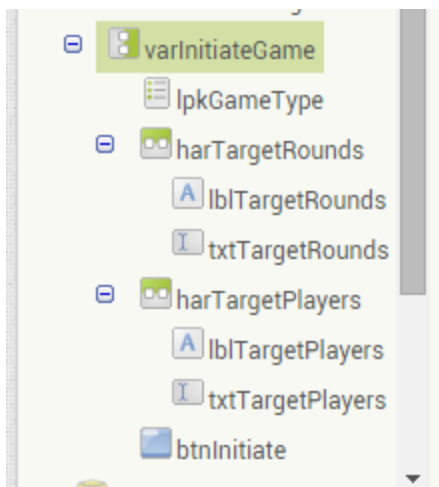 varInitiateGame
lpkGameType
harTargetRounds
lblTargetRounds
txtTargetRounds
harTargetPlayers
lblTargetPlayers
txtTargetPlayers
btnInitiate